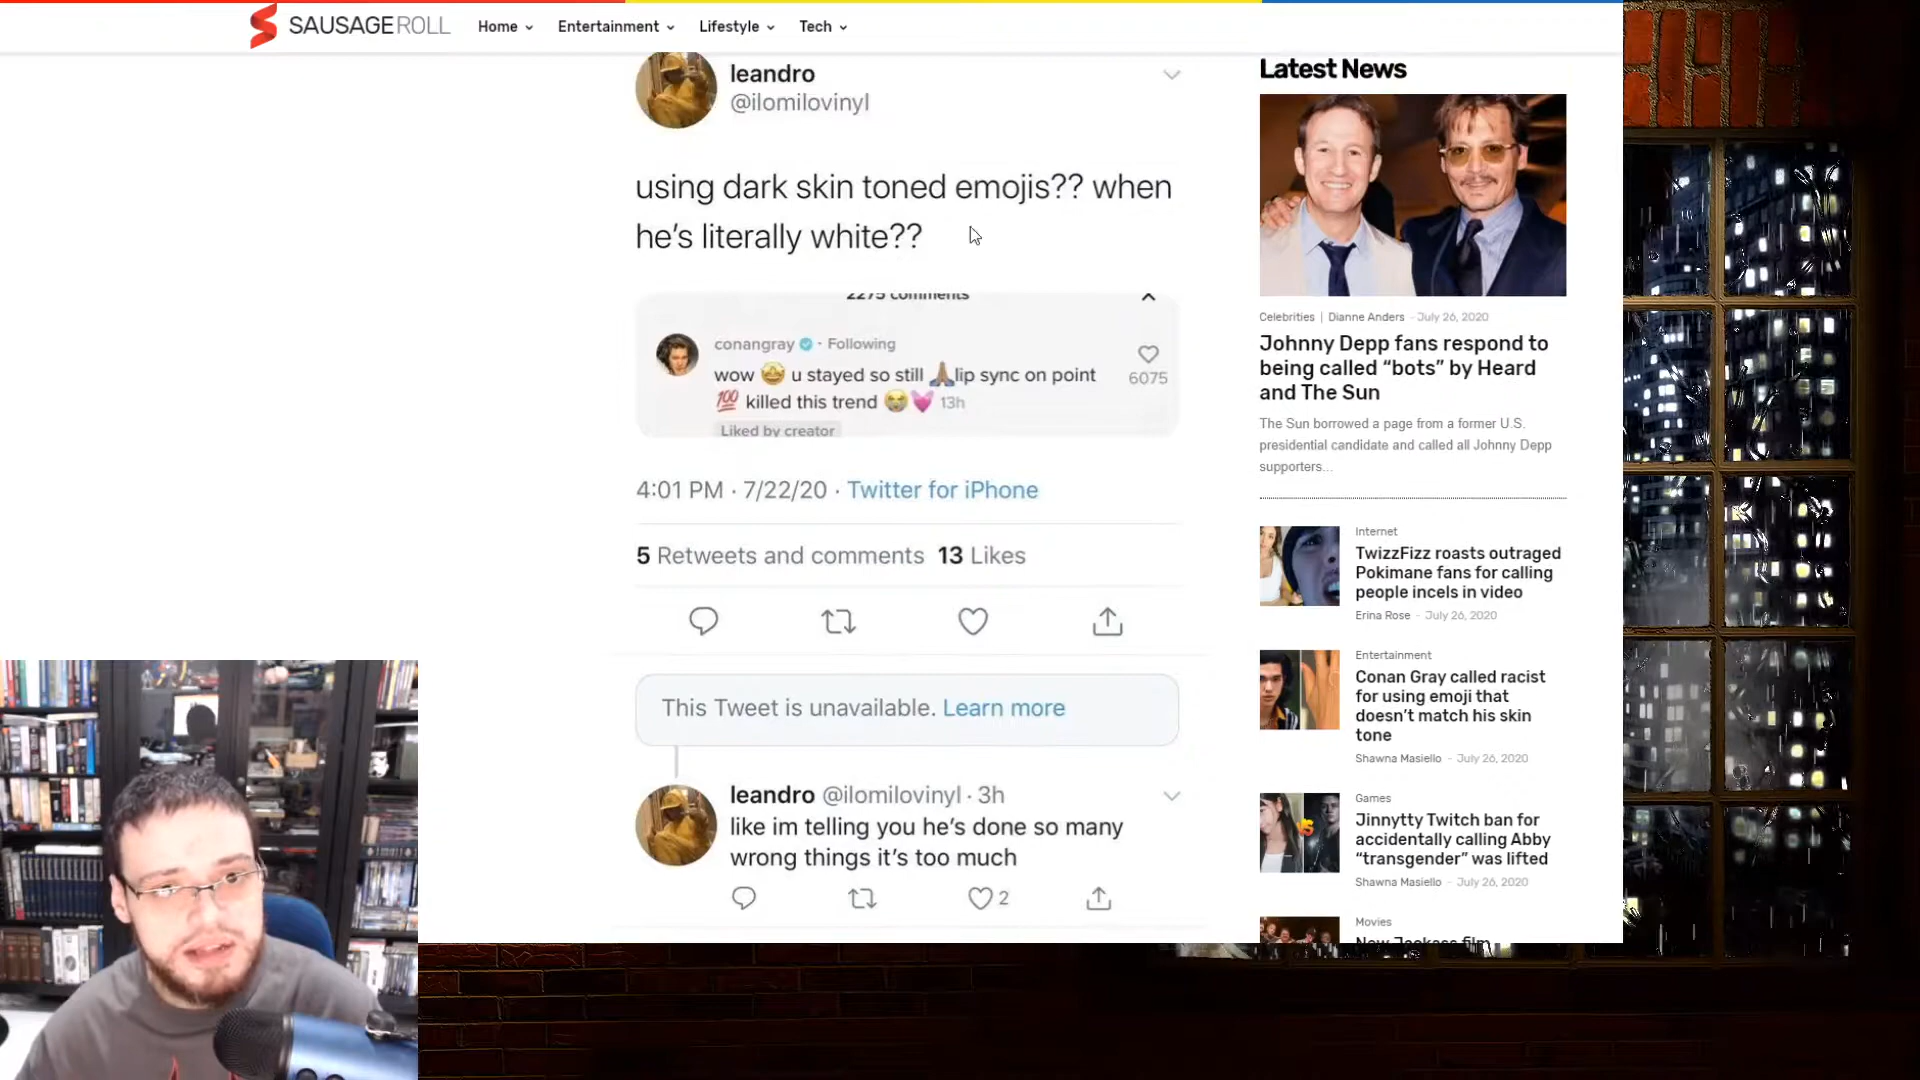 SAUSAGEROLL
Home
Entertainment
Lifestyle
Tech
leandro
@ilomilovinyl
using dark skin toned emojis?? when
he's literally white??
2275 comments
conangray · Following
wow 🤩 u stayed so still 🙏🏽lip sync on point
💯 killed this trend 😭💓 13h
6075
Liked by creator
4:01 PM · 7/22/20 · Twitter for iPhone
5 Retweets and comments 13 Likes
This Tweet is unavailable. Learn more
leandro @ilomilovinyl · 3h
like im telling you he's done so many
wrong things it's too much
2
Latest News
Celebrities | Dianne Anders - July 26, 2020
Johnny Depp fans respond to
being called “bots” by Heard
and The Sun
The Sun borrowed a page from a former U.S.
presidential candidate and called all Johnny Depp
supporters...
Internet
TwizzFizz roasts outraged
Pokimane fans for calling
people incels in video
Erina Rose - July 26, 2020
Entertainment
Conan Gray called racist
for using emoji that
doesn't match his skin
tone
Shawna Masiello - July 26, 2020
Games
Jinnytty Twitch ban for
accidentally calling Abby
“transgender” was lifted
Shawna Masiello - July 26, 2020
Movies
New Jackass film